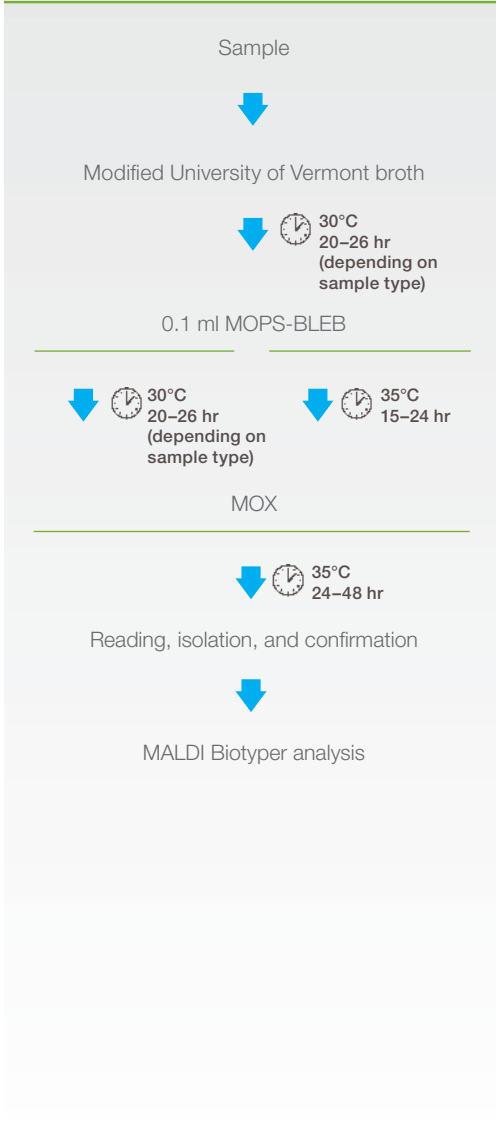 Sample
Modified University of Vermont broth
30°C
20–26 hr
(depending on
sample type)
0.1 ml MOPS-BLEB
30°C
20–26 hr
(depending on
sample type)
35°C
15–24 hr
MOX
35°C
24–48 hr
Reading, isolation, and confirmation
MALDI Biotyper analysis